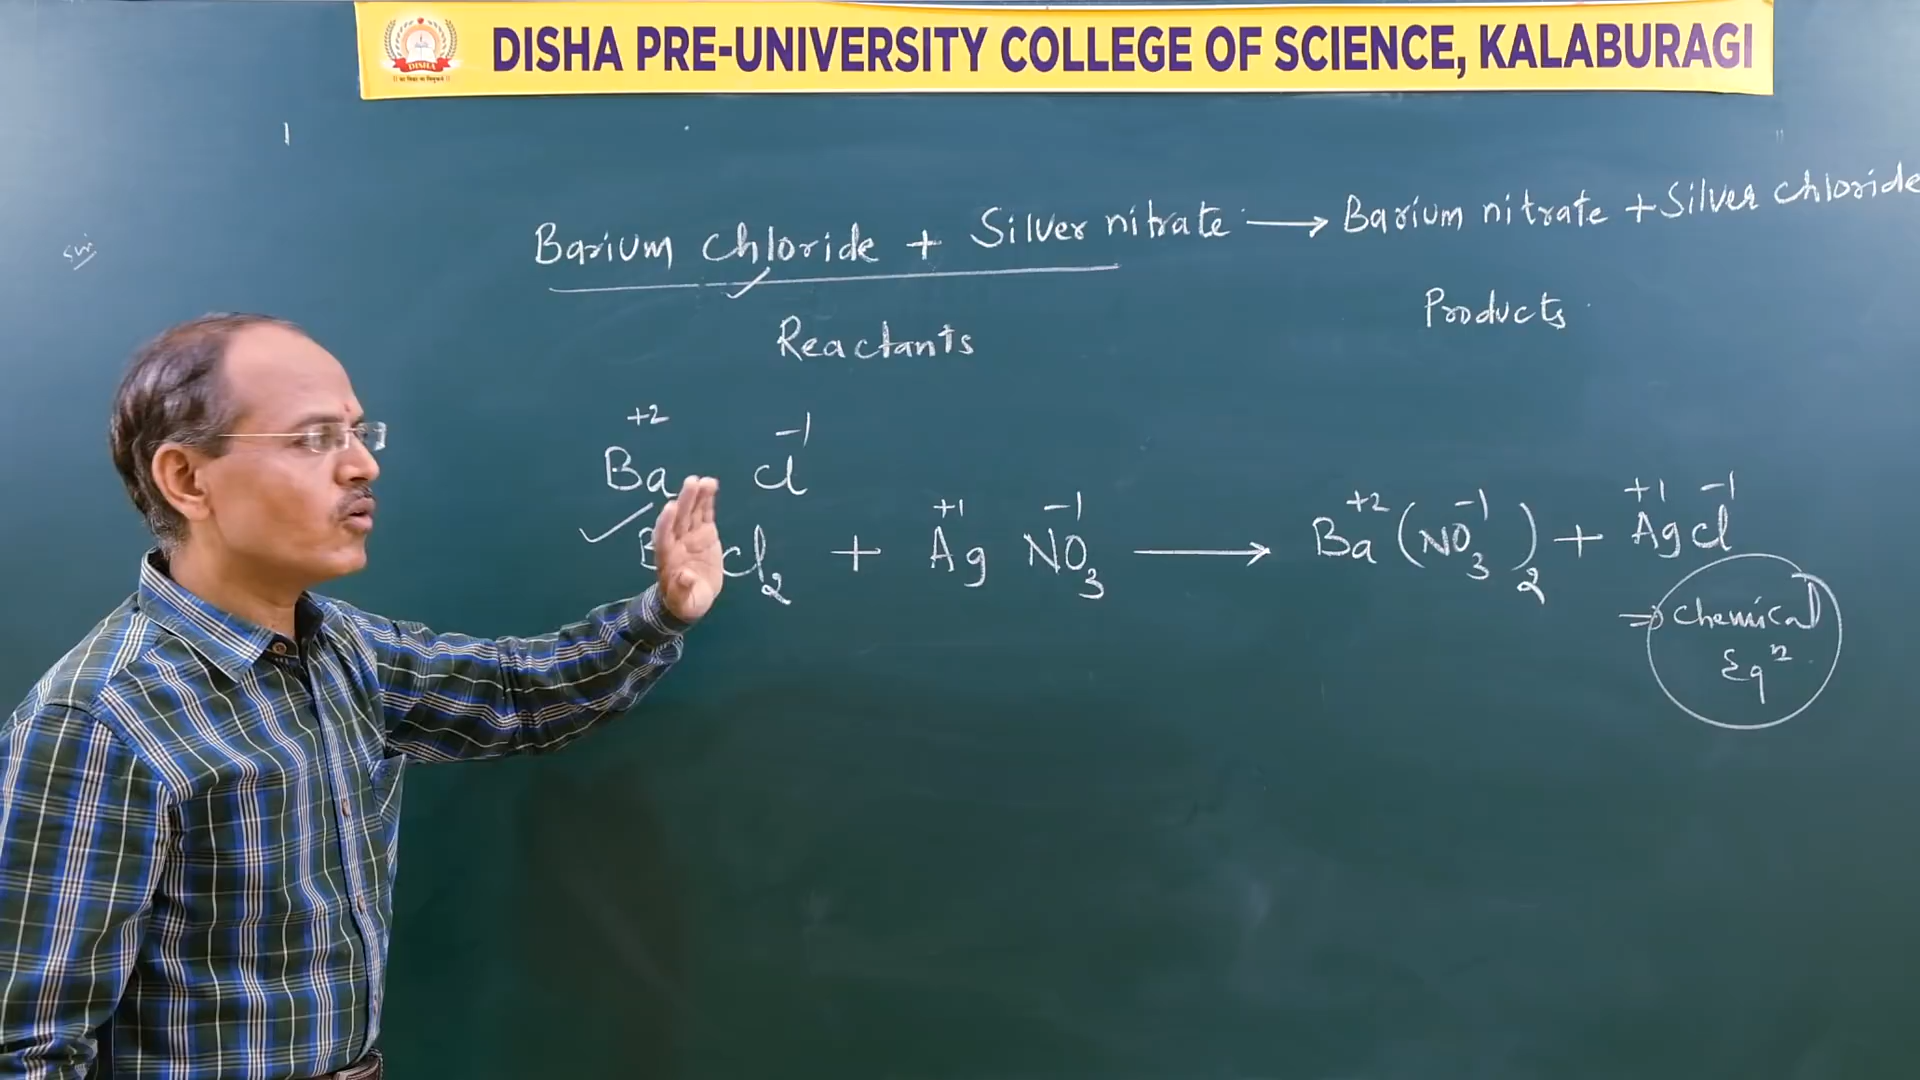 DISHA PRE-UNIVERSITY COLLEGE OF SCIENCE, KALABURAGI
DISHA
Barium chloride + Silver nitrate → Barium nitrate + Silver chloride
Reactants
Products
+2 -1
Ba Cl
+1 -1 +2 -1 +1 -1
B Cl₂ + Ag NO₃ → Ba (NO₃)₂ + AgCl
⇒ chemical
Eqⁿ